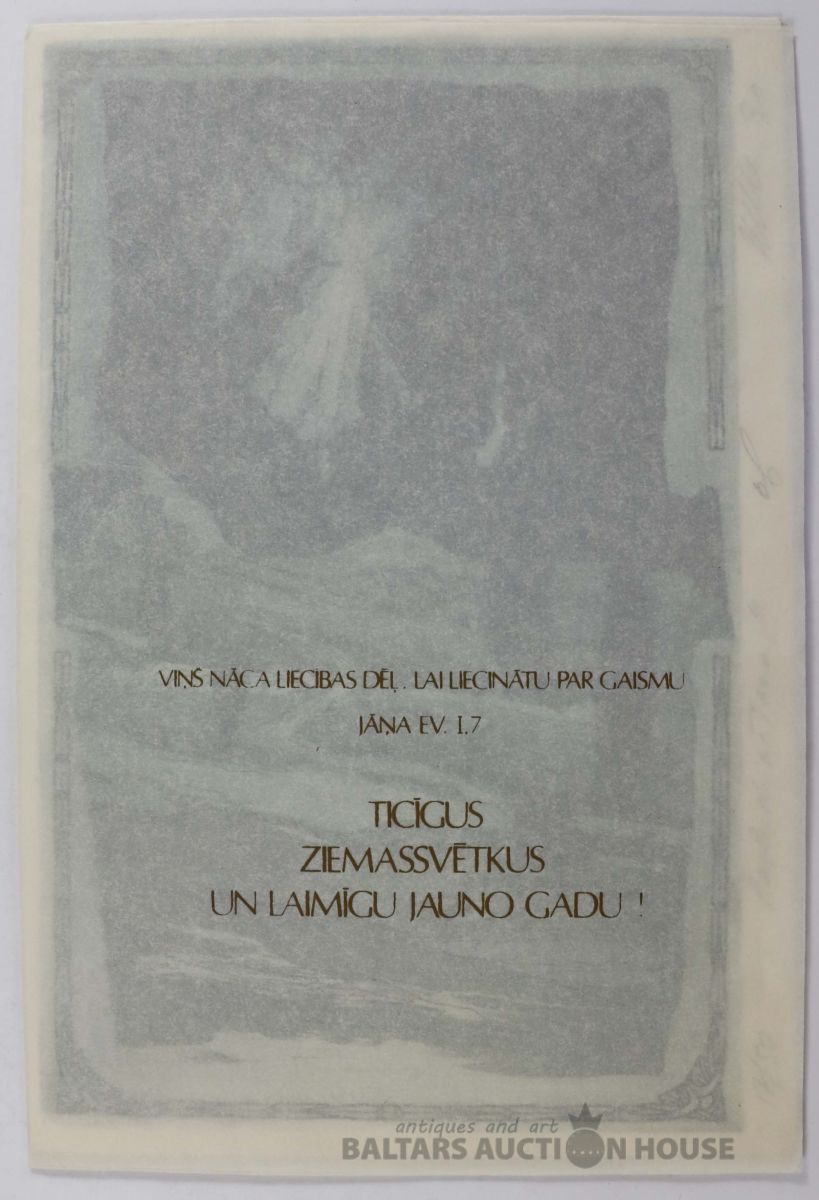 VIŅŠ NĀCA LIECĪBAS DĒĻ. LAI LIECINĀTU PAR GAISMU
JĀŅA EV. I.7
TICĪGUS
ZIEMASSVĒTKUS
UN LAIMĪGU JAUNO GADU !
antiques and art
BALTARS AUCTION HOUSE